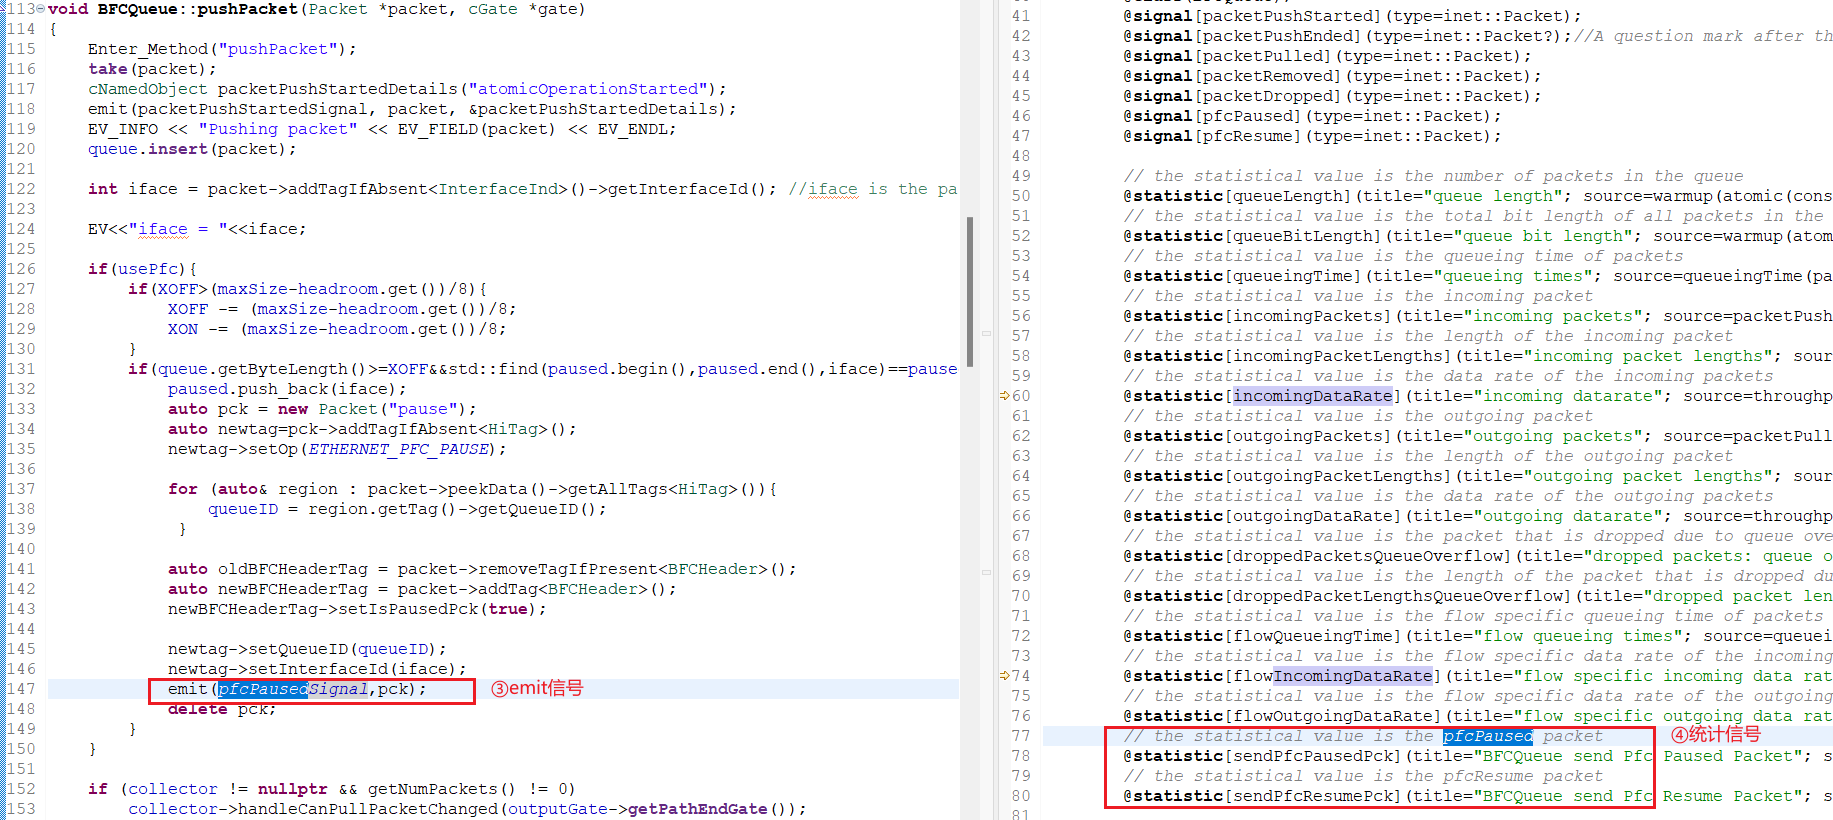 113 void BFCQueue::pushPacket(Packet *packet, cGate *gate)
114 {
115     Enter_Method("pushPacket");
116     take(packet);
117     cNamedObject packetPushStartedDetails("atomicOperationStarted");
118     emit(packetPushStartedSignal, packet, &packetPushStartedDetails);
119     EV_INFO << "Pushing packet" << EV_FIELD(packet) << EV_ENDL;
120     queue.insert(packet);
121
122     int iface = packet->addTagIfAbsent<InterfaceInd>()->getInterfaceId(); //iface is the pa
123
124     EV<<"iface = "<<iface;
125
126     if(usePfc){
127         if(XOFF>(maxSize-headroom.get())/8){
128             XOFF -= (maxSize-headroom.get())/8;
129             XON -= (maxSize-headroom.get())/8;
130         }
131         if(queue.getByteLength()>=XOFF&&std::find(paused.begin(),paused.end(),iface)==pause
132             paused.push_back(iface);
133             auto pck = new Packet("pause");
134             auto newtag=pck->addTagIfAbsent<HiTag>();
135             newtag->setOp(ETHERNET_PFC_PAUSE);
136
137             for (auto& region : packet->peekData()->getAllTags<HiTag>()){
138                 queueID = region.getTag()->getQueueID();
139              }
140
141             auto oldBFCHeaderTag = packet->removeTagIfPresent<BFCHeader>();
142             auto newBFCHeaderTag = packet->addTag<BFCHeader>();
143             newBFCHeaderTag->setIsPausedPck(true);
144
145             newtag->setQueueID(queueID);
146             newtag->setInterfaceId(iface);
147             emit(pfcPausedSignal,pck);
③emit信号
148             delete pck;
149         }
150     }
151
152     if (collector != nullptr && getNumPackets() != 0)
153         collector->handleCanPullPacketChanged(outputGate->getPathEndGate());
41 @signal[packetPushStarted](type=inet::Packet);
42 @signal[packetPushEnded](type=inet::Packet?);//A question mark after th
43 @signal[packetPulled](type=inet::Packet);
44 @signal[packetRemoved](type=inet::Packet);
45 @signal[packetDropped](type=inet::Packet);
46 @signal[pfcPaused](type=inet::Packet);
47 @signal[pfcResume](type=inet::Packet);
48
49 // the statistical value is the number of packets in the queue
50 @statistic[queueLength](title="queue length"; source=warmup(atomic(cons
51 // the statistical value is the total bit length of all packets in the
52 @statistic[queueBitLength](title="queue bit length"; source=warmup(atom
53 // the statistical value is the queueing time of packets
54 @statistic[queueingTime](title="queueing times"; source=queueingTime(pa
55 // the statistical value is the incoming packet
56 @statistic[incomingPackets](title="incoming packets"; source=packetPush
57 // the statistical value is the length of the incoming packet
58 @statistic[incomingPacketLengths](title="incoming packet lengths"; sour
59 // the statistical value is the data rate of the incoming packets
60 @statistic[incomingDataRate](title="incoming datarate"; source=throughp
61 // the statistical value is the outgoing packet
62 @statistic[outgoingPackets](title="outgoing packets"; source=packetPull
63 // the statistical value is the length of the outgoing packet
64 @statistic[outgoingPacketLengths](title="outgoing packet lengths"; sour
65 // the statistical value is the data rate of the outgoing packets
66 @statistic[outgoingDataRate](title="outgoing datarate"; source=throughp
67 // the statistical value is the packet that is dropped due to queue ove
68 @statistic[droppedPacketsQueueOverflow](title="dropped packets: queue o
69 // the statistical value is the length of the packet that is dropped du
70 @statistic[droppedPacketLengthsQueueOverflow](title="dropped packet len
71 // the statistical value is the flow specific queueing time of packets
72 @statistic[flowQueueingTime](title="flow queueing times"; source=queuei
73 // the statistical value is the flow specific data rate of the incoming
74 @statistic[flowIncomingDataRate](title="flow specific incoming data rat
75 // the statistical value is the flow specific data rate of the outgoing
76 @statistic[flowOutgoingDataRate](title="flow specific outgoing data rat
77 // the statistical value is the pfcPaused packet
④统计信号
78 @statistic[sendPfcPausedPck](title="BFCQueue send Pfc Paused Packet"; s
79 // the statistical value is the pfcResume packet
80 @statistic[sendPfcResumePck](title="BFCQueue send Pfc Resume Packet"; s
81